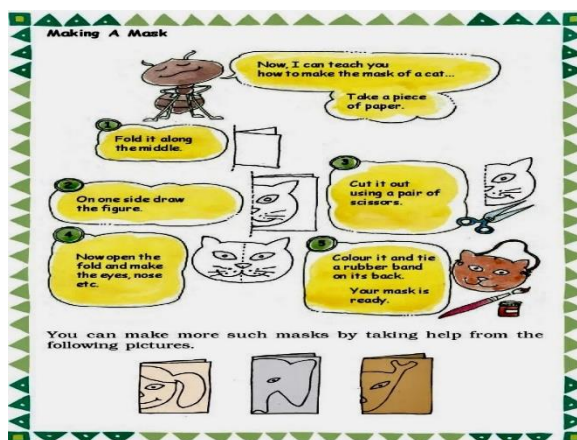 Making A Mask
Now, I can teach you
how to make the mask of a cat...
Take a piece
of paper.
1
Fold it along
the middle.
2
On one side draw
the figure.
3
Cut it out
using a pair of
scissors.
4
Now open the
fold and make
the eyes, nose
etc.
5
Colour it and tie
a rubber band
on its back.
Your mask is
ready.
You can make more such masks by taking help from the
following pictures.